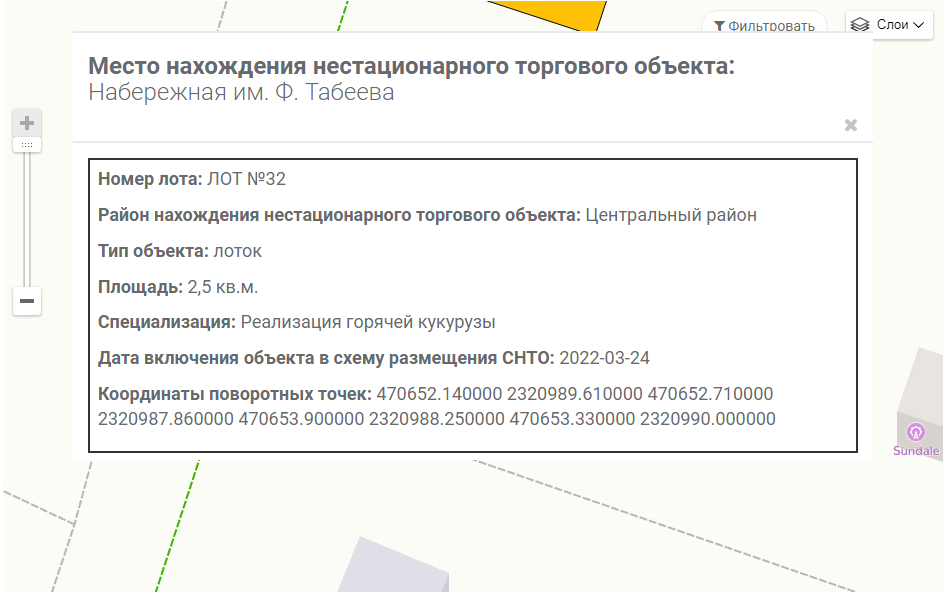 Фильтровать
Слои
Место нахождения нестационарного торгового объекта:
Набережная им. Ф. Табеева
Номер лота: ЛОТ №32
Район нахождения нестационарного торгового объекта: Центральный район
Тип объекта: лоток
Площадь: 2,5 кв.м.
Специализация: Реализация горячей кукурузы
Дата включения объекта в схему размещения СНТО: 2022-03-24
Координаты поворотных точек: 470652.140000 2320989.610000 470652.710000
2320987.860000 470653.900000 2320988.250000 470653.330000 2320990.000000
Sundale